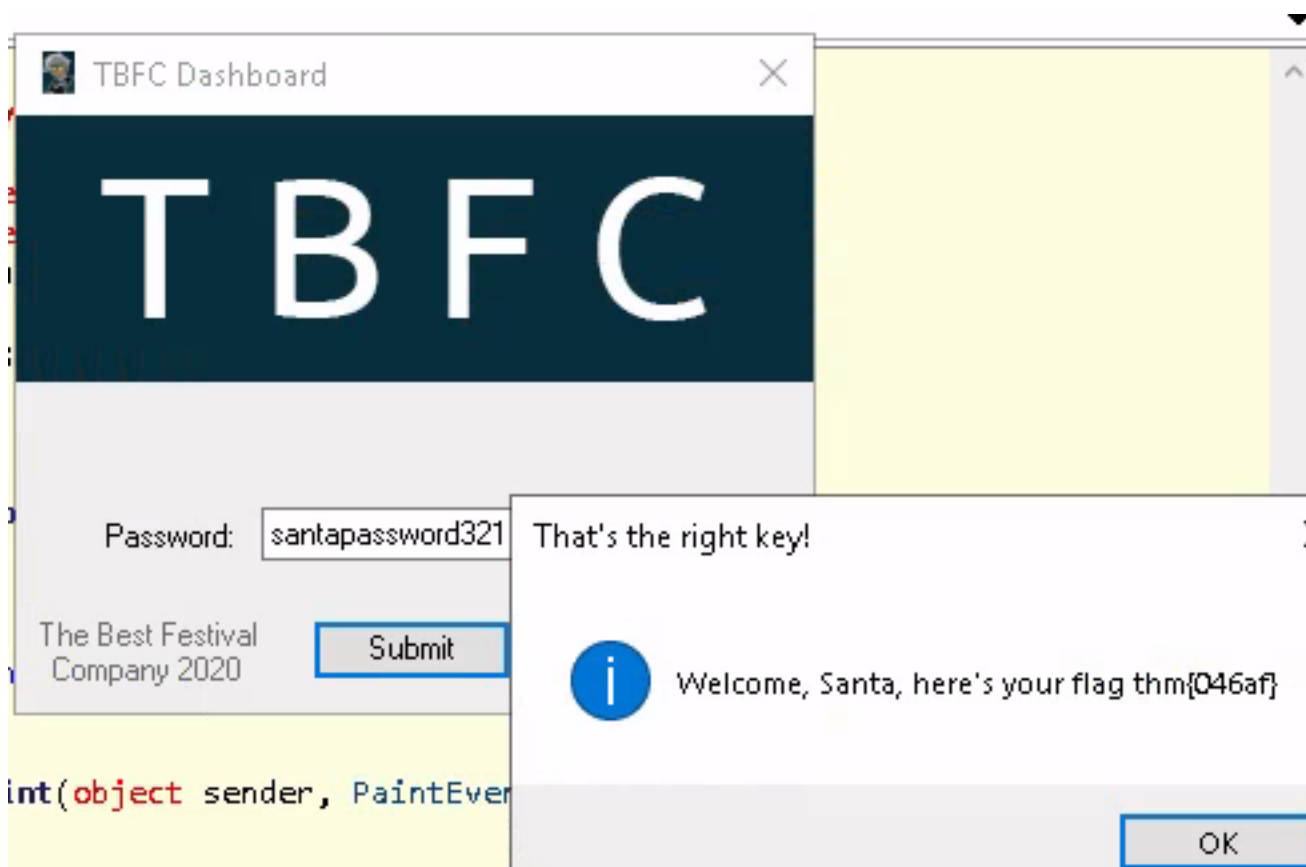 TBFC Dashboard
T B F C
Password:
santapassword321
That's the right key!
The Best Festival
Company 2020
Submit
Welcome, Santa, here's your flag thm{046af}
int(object sender, PaintEver
OK